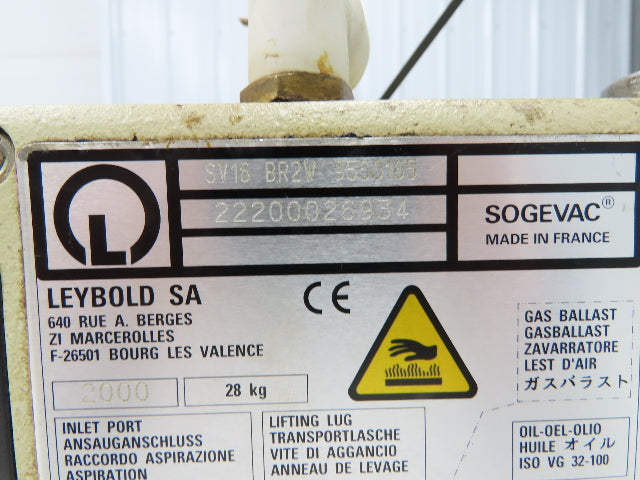 SV16 BR2W 9550165
22200026934
SOGEVAC®
MADE IN FRANCE
LEYBOLD SA
640 RUE A. BERGES
ZI MARCEROLLES
F-26501 BOURG LES VALENCE
CE
2000
28 kg
GAS BALLAST
GASBALLAST
ZAVARRATORE
LEST D'AIR
ガスバラスト
INLET PORT
ANSAUGANSCHLUSS
RACCORDO ASPIRAZIONE
ASPIRATION
LIFTING LUG
TRANSPORTLASCHE
VITE DI AGGANCIO
ANNEAU DE LEVAGE
OIL-OEL-OLIO
HUILE オイル
ISO VG 32-100